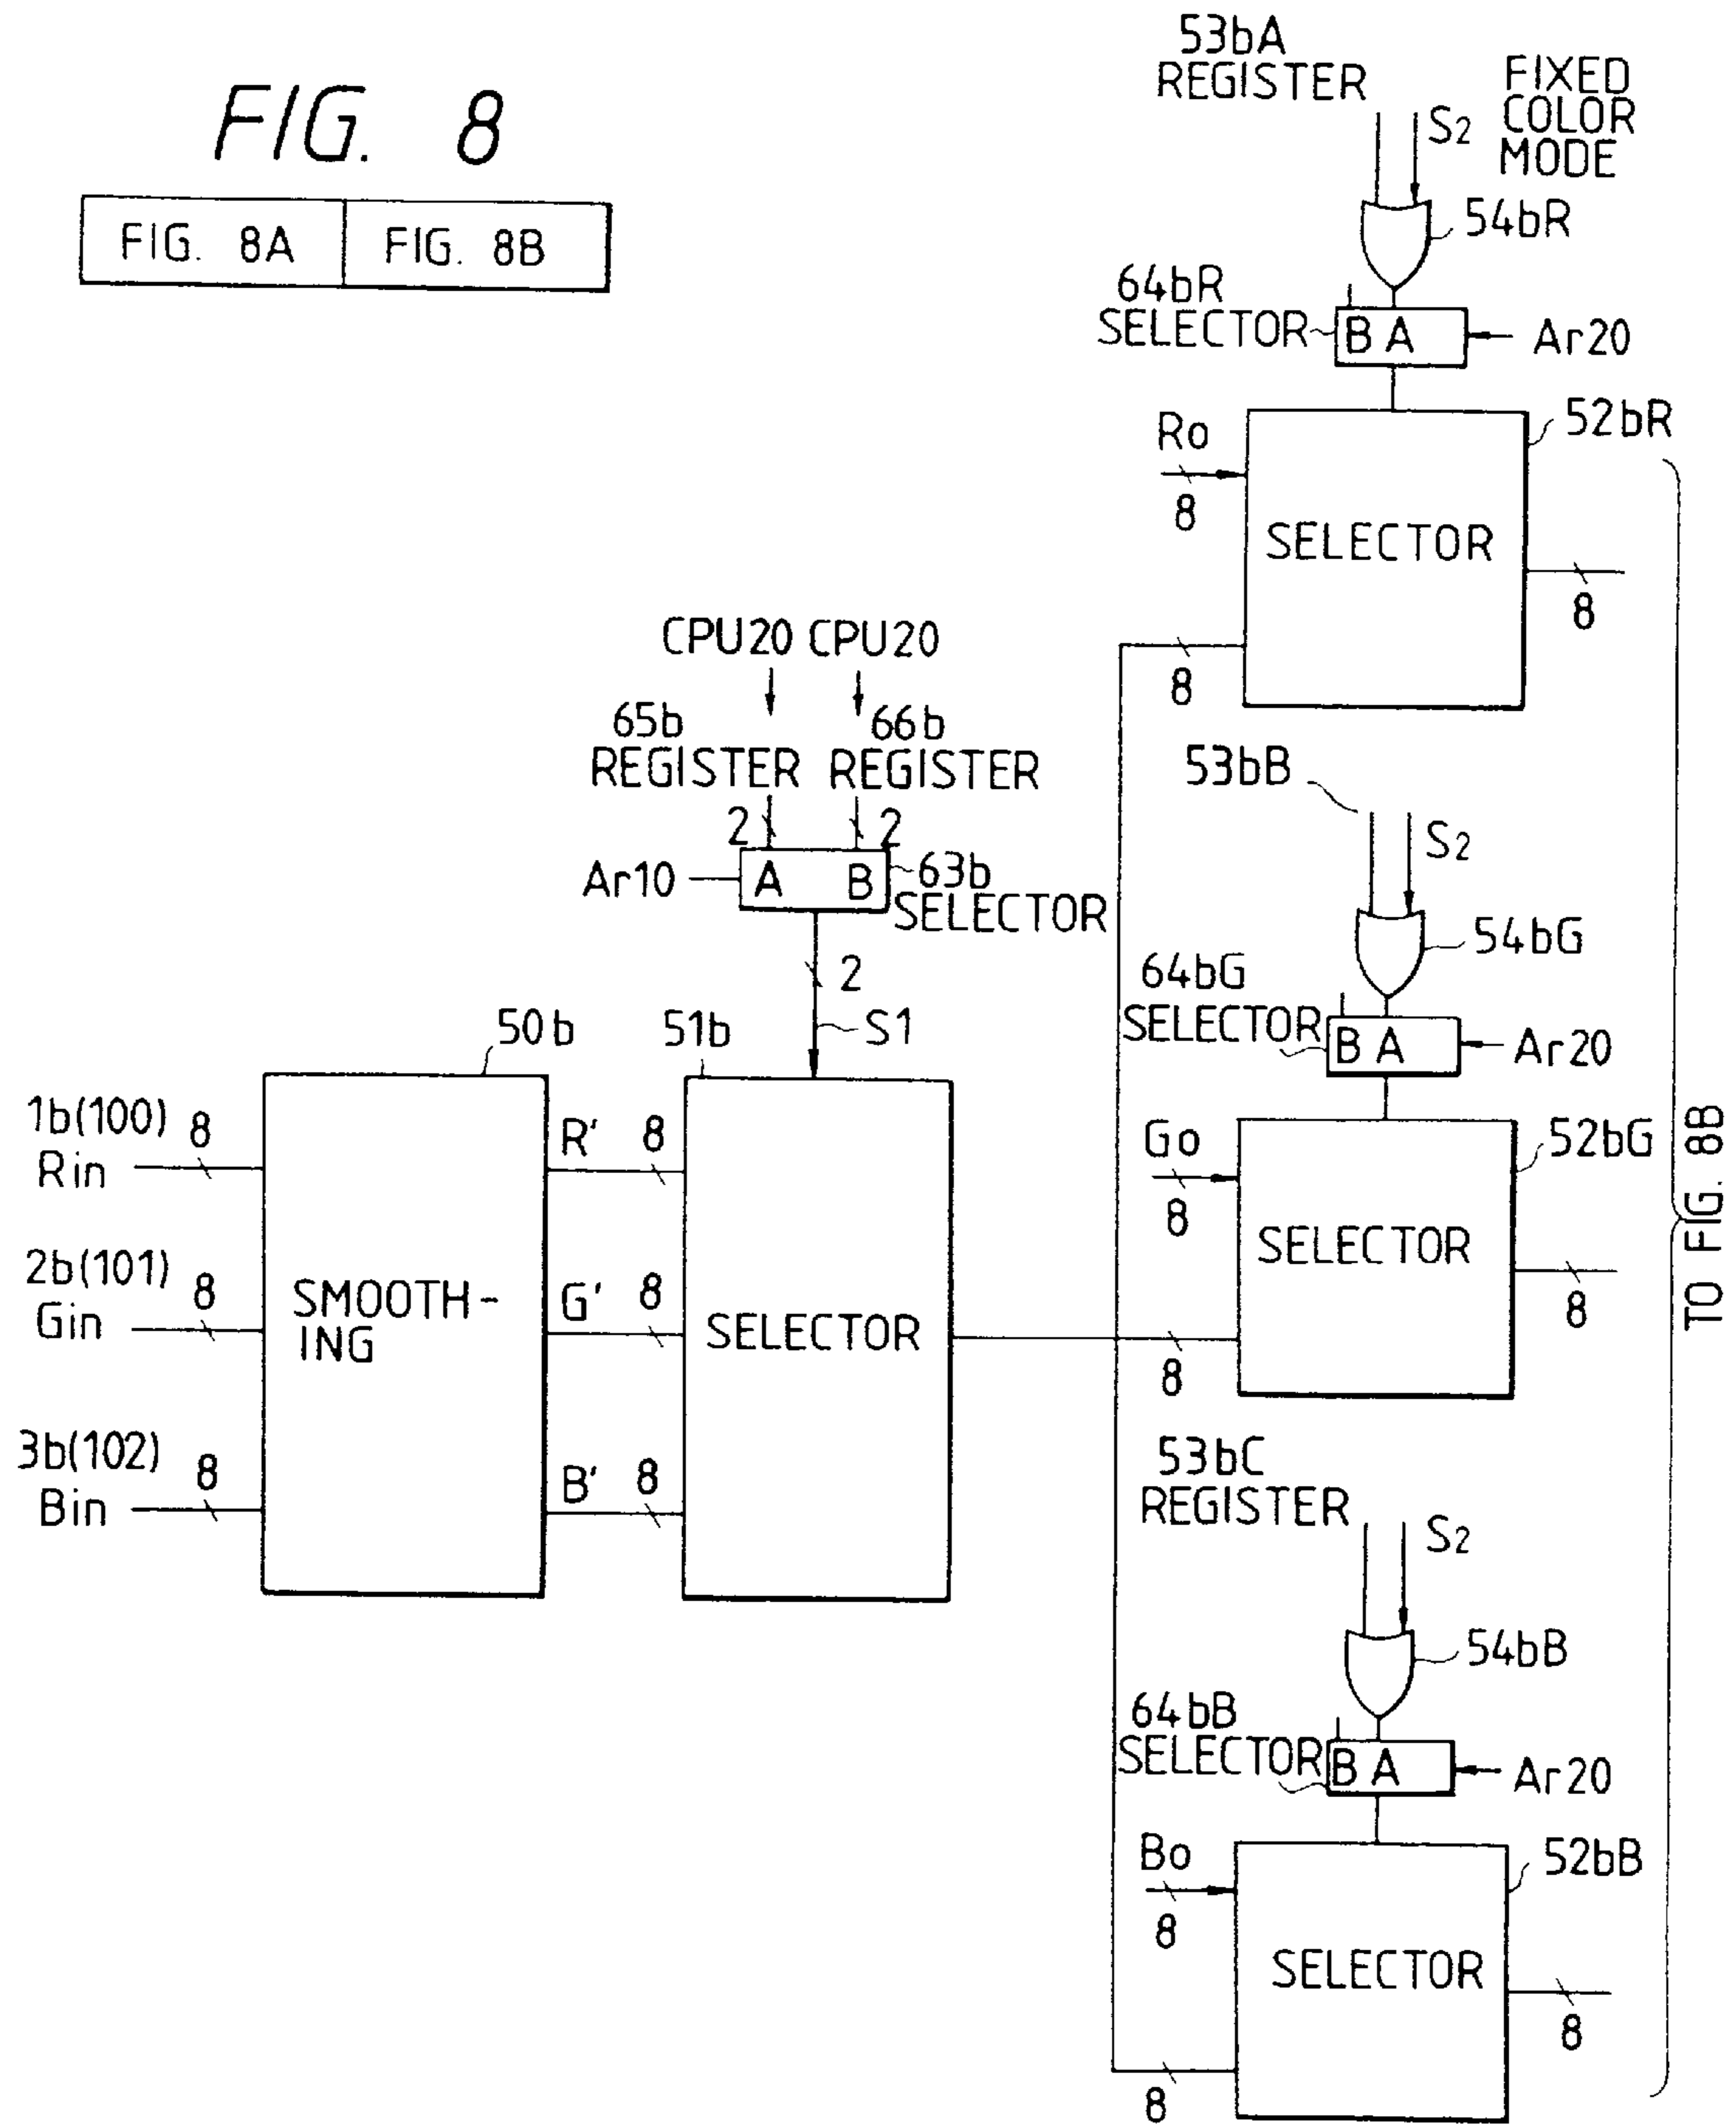 FIG. 8
FIG. 8A
FIG. 8B
53bA
REGISTER
S2
FIXED
COLOR
MODE
54bR
64bR
SELECTOR
B A
Ar20
52bR
Ro
8
SELECTOR
8
8
CPU20 CPU20
65b
REGISTER
66b
REGISTER
2
2
Ar10
A B
63b
SELECTOR
2
S1
53bB
S2
54bG
64bG
SELECTOR
B A
Ar20
52bG
Go
8
SELECTOR
8
8
50b
51b
1b(100)
Rin
8
R'
8
2b(101)
Gin
8
SMOOTH-
ING
G'
8
SELECTOR
3b(102)
Bin
8
B'
8
53bC
REGISTER
S2
54bB
64bB
SELECTOR
B A
Ar20
52bB
Bo
8
SELECTOR
8
8
TO FIG. 8B